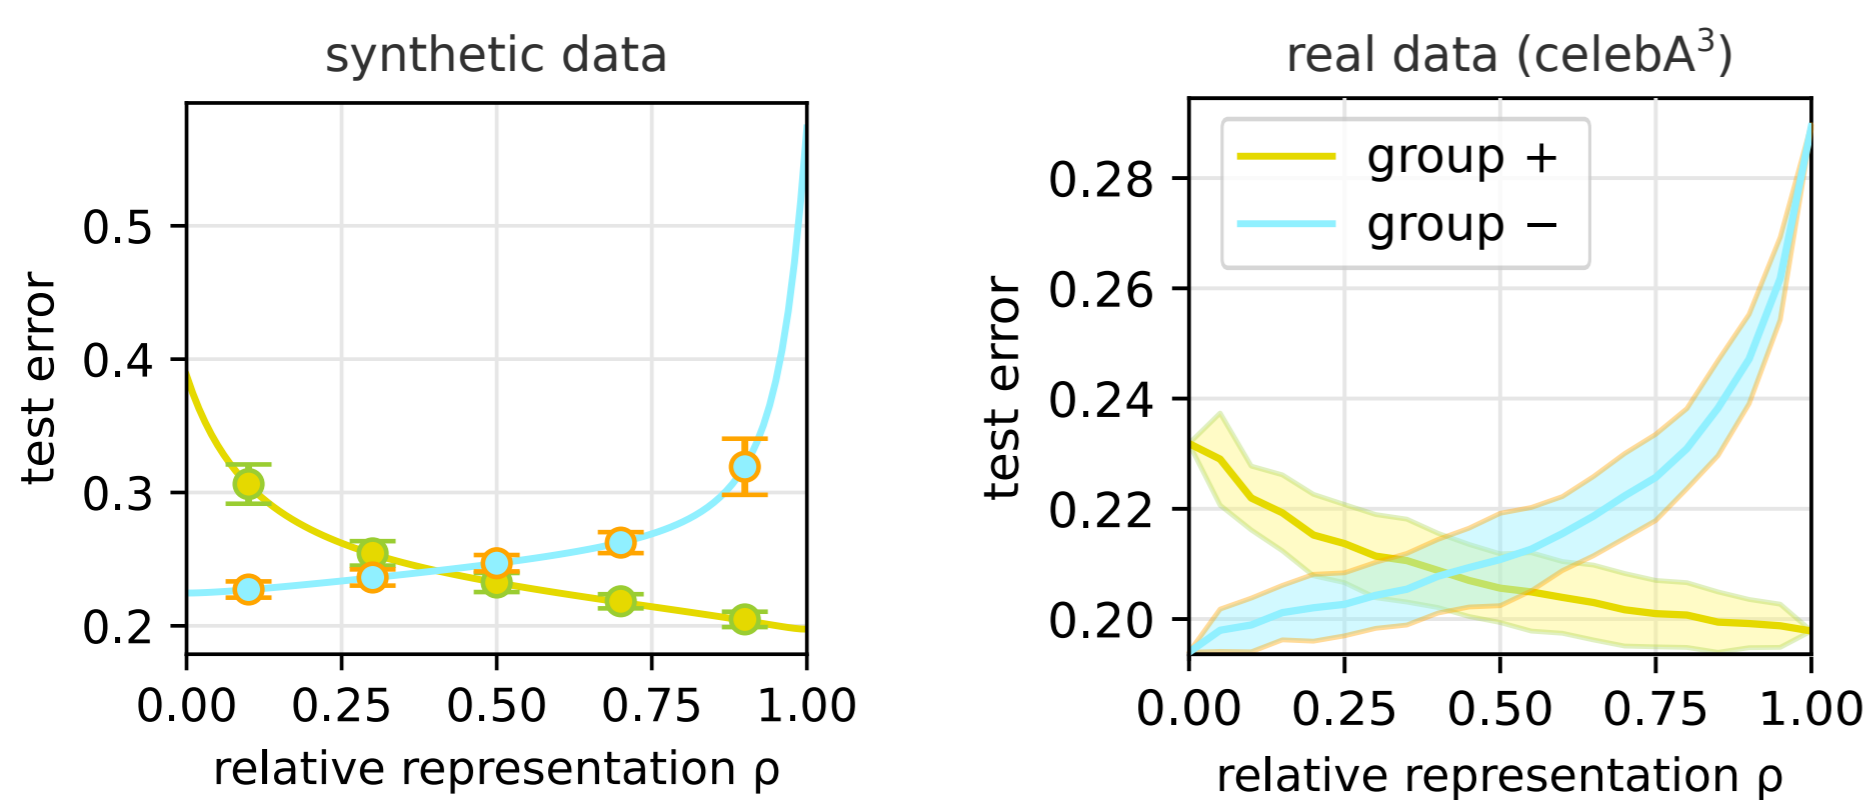 synthetic data
test error
0.5
0.4
0.3
0.2
0.00 0.25 0.50 0.75 1.00
relative representation ρ
real data (celebA³)
group +
group −
test error
0.28
0.26
0.24
0.22
0.20
0.00 0.25 0.50 0.75 1.00
relative representation ρ